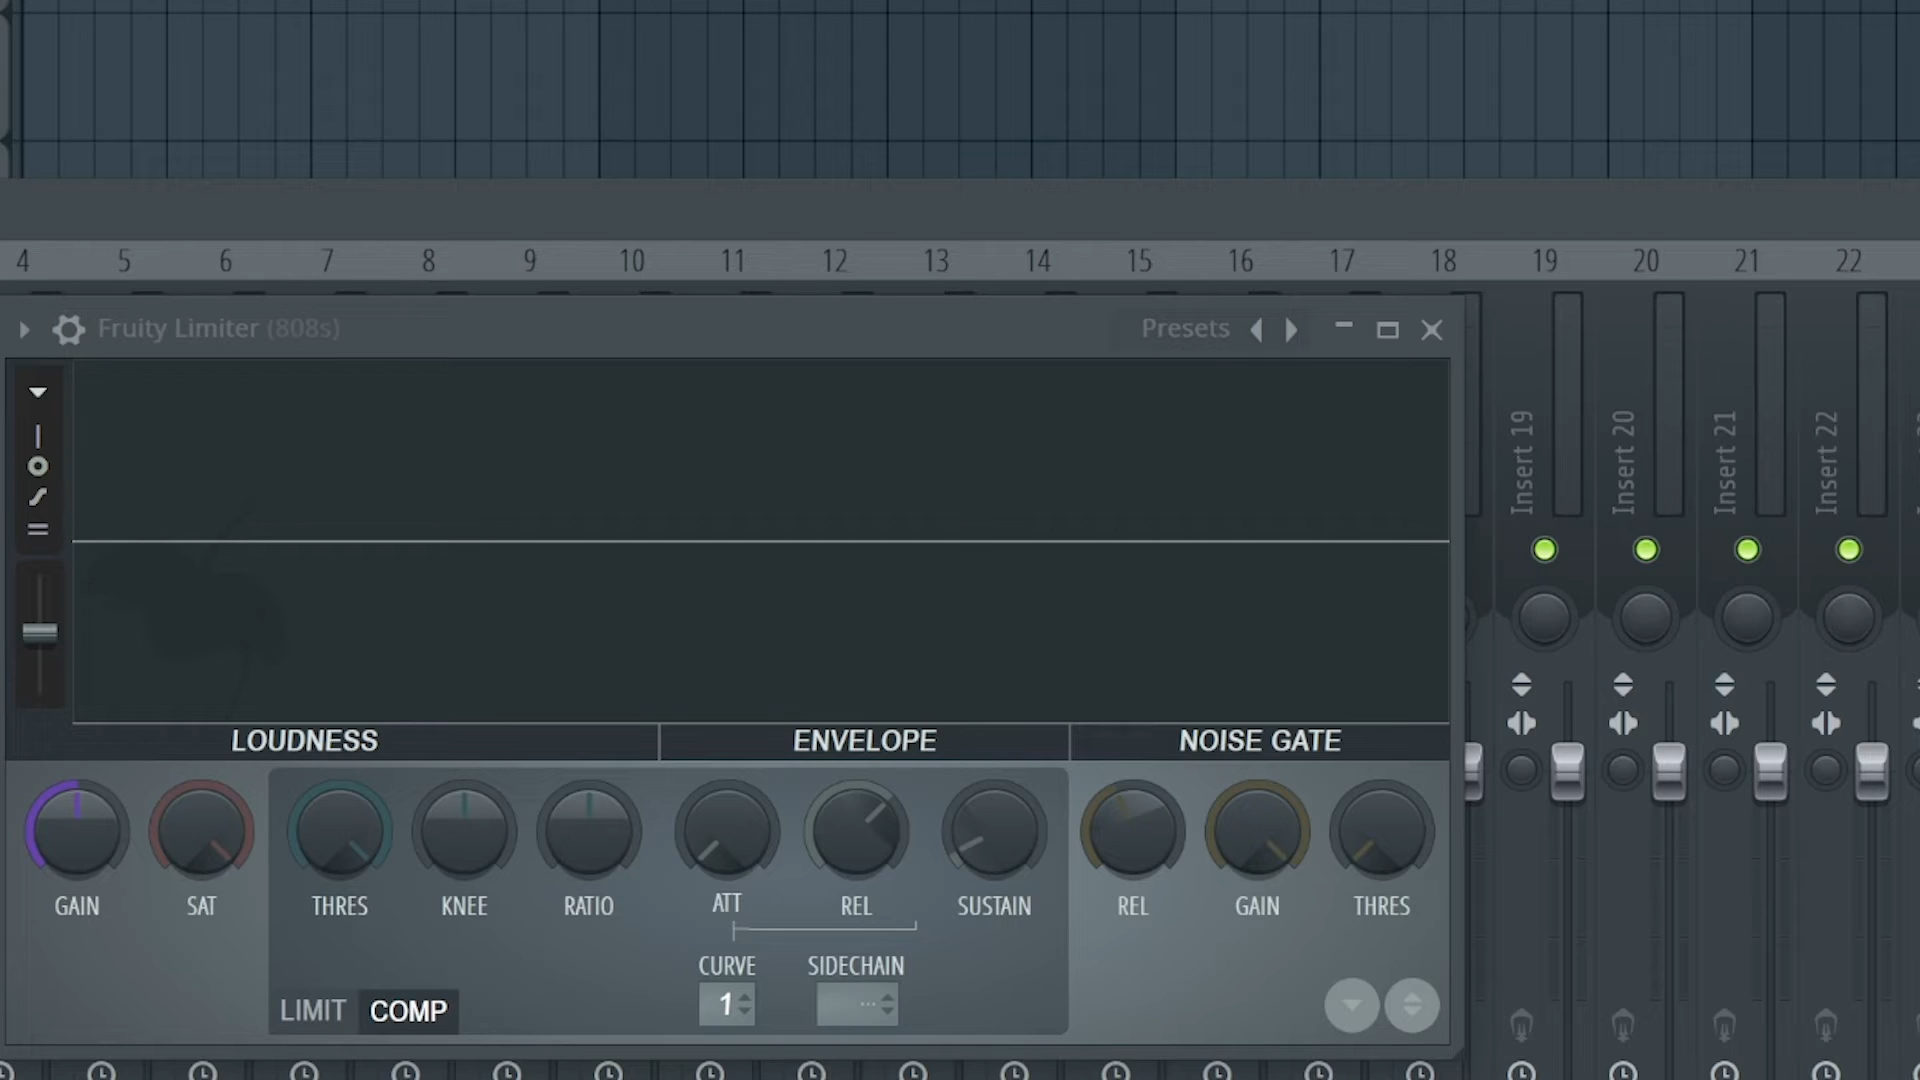 4 5 6 7 8 9 10 11 12 13 14 15 16 17 18 19 20 21 22
Fruity Limiter (808s) Presets
Insert 19 Insert 20 Insert 21 Insert 22
LOUDNESS ENVELOPE NOISE GATE
GAIN SAT THRES KNEE RATIO ATT REL SUSTAIN REL GAIN THRES
CURVE SIDECHAIN
1 ---
LIMIT COMP